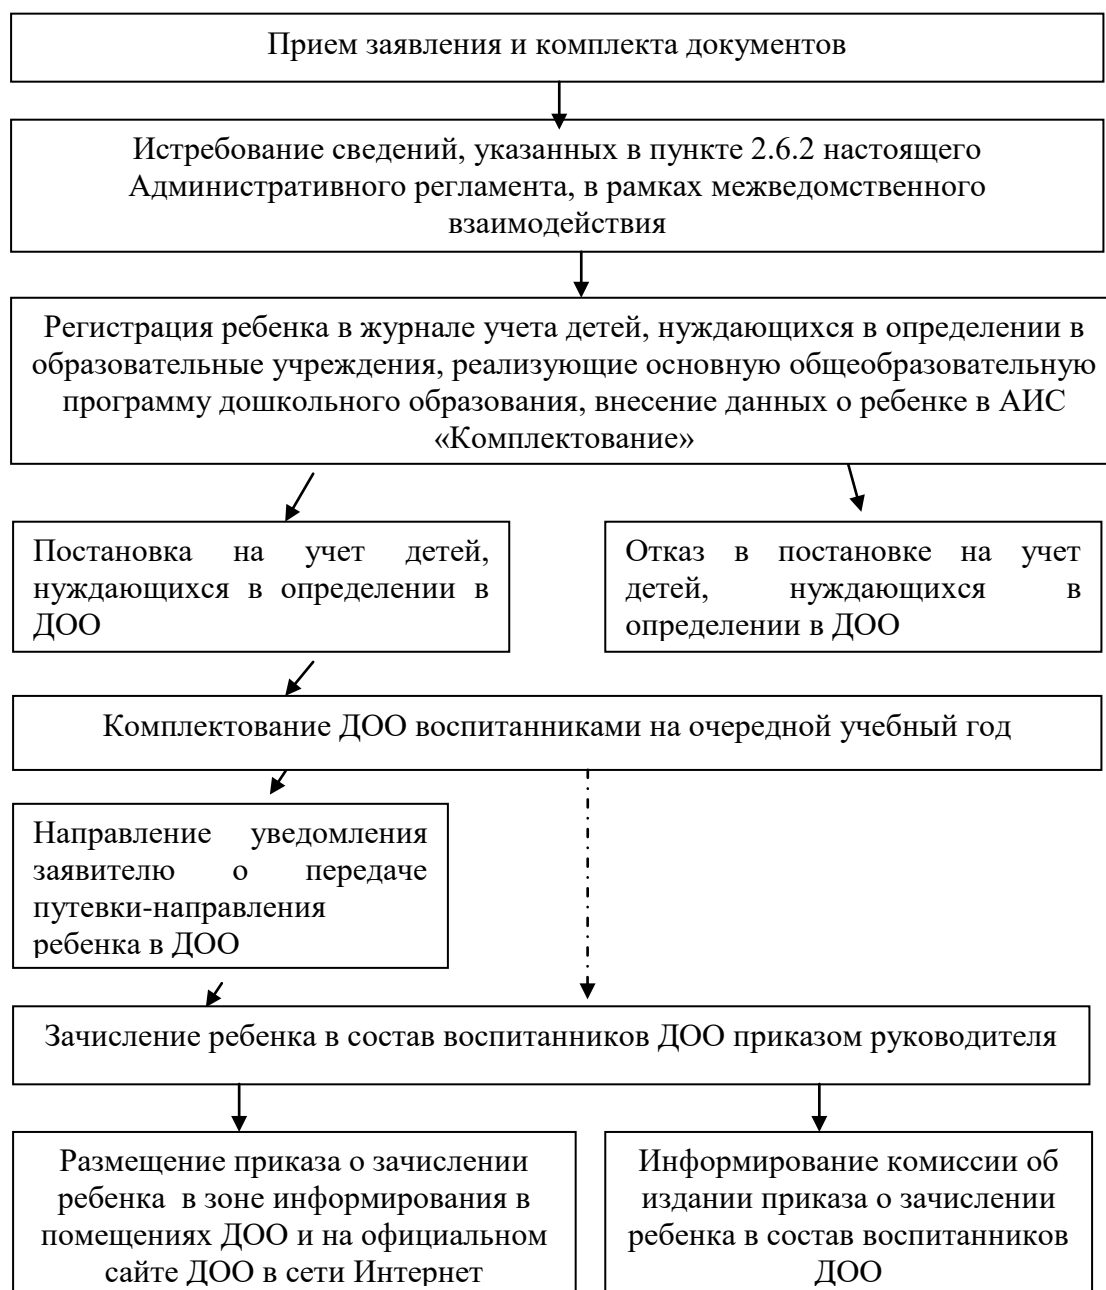 Прием заявления и комплекта документов
Истребование сведений, указанных в пункте 2.6.2 настоящего
Административного регламента, в рамках межведомственного
взаимодействия
Регистрация ребенка в журнале учета детей, нуждающихся в определении в
образовательные учреждения, реализующие основную общеобразовательную
программу дошкольного образования, внесение данных о ребенке в АИС
«Комплектование»
Постановка на учет детей,
нуждающихся в определении в
ДОО
Отказ в постановке на учет
детей, нуждающихся в
определении в ДОО
Комплектование ДОО воспитанниками на очередной учебный год
Направление уведомления
заявителю о передаче
путевки-направления
ребенка в ДОО
Зачисление ребенка в состав воспитанников ДОО приказом руководителя
Размещение приказа о зачислении
ребенка в зоне информирования в
помещениях ДОО и на официальном
сайте ДОО в сети Интернет
Информирование комиссии об
издании приказа о зачислении
ребенка в состав воспитанников
ДОО